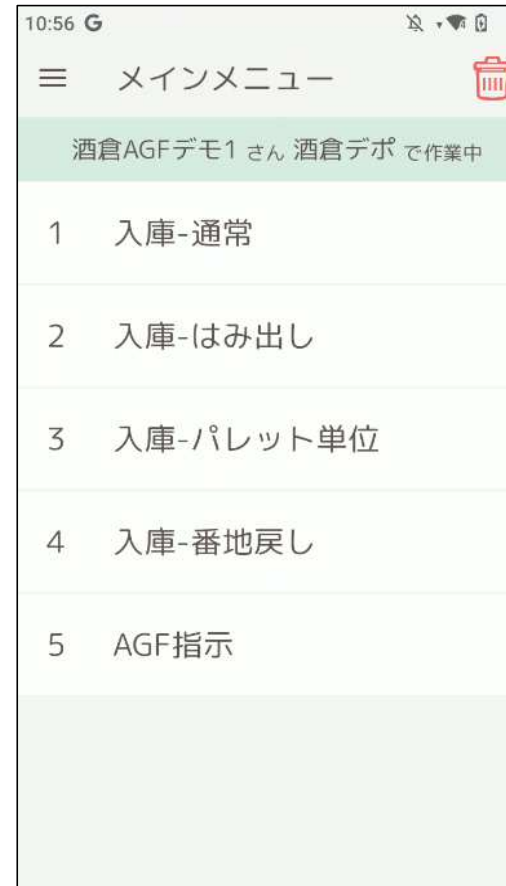 10:56 G
メインメニュー
酒倉AGFデモ1 さん 酒倉デポ で作業中
1 入庫-通常
2 入庫-はみ出し
3 入庫-パレット単位
4 入庫-番地戻し
5 AGF指示